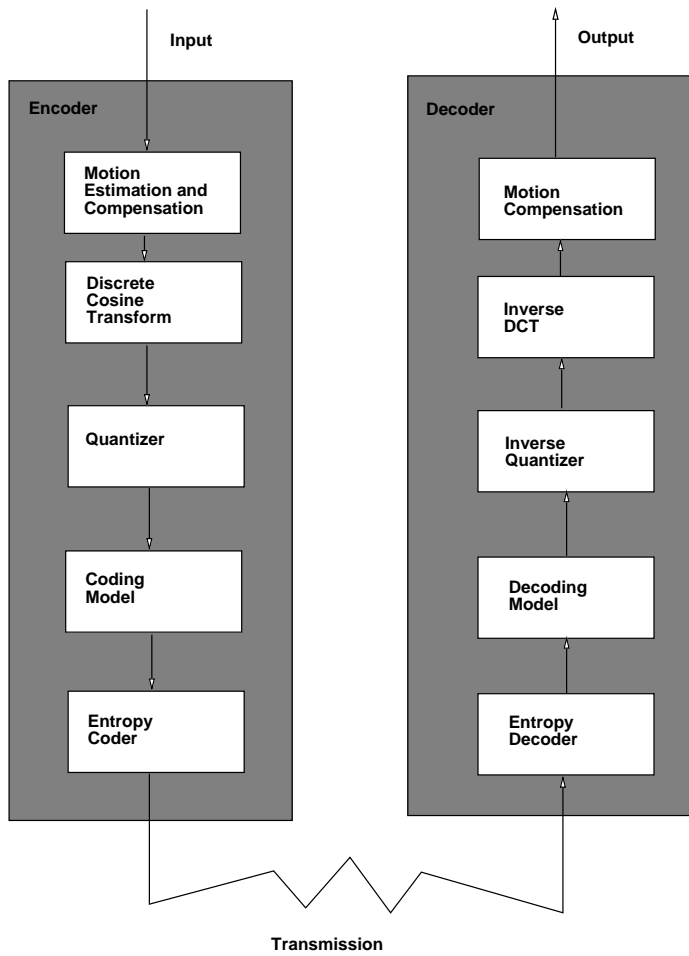 Input
Encoder
Motion
Estimation and
Compensation
Discrete
Cosine
Transform
Quantizer
Coding
Model
Entropy
Coder
Transmission
Output
Decoder
Motion
Compensation
Inverse
DCT
Inverse
Quantizer
Decoding
Model
Entropy
Decoder